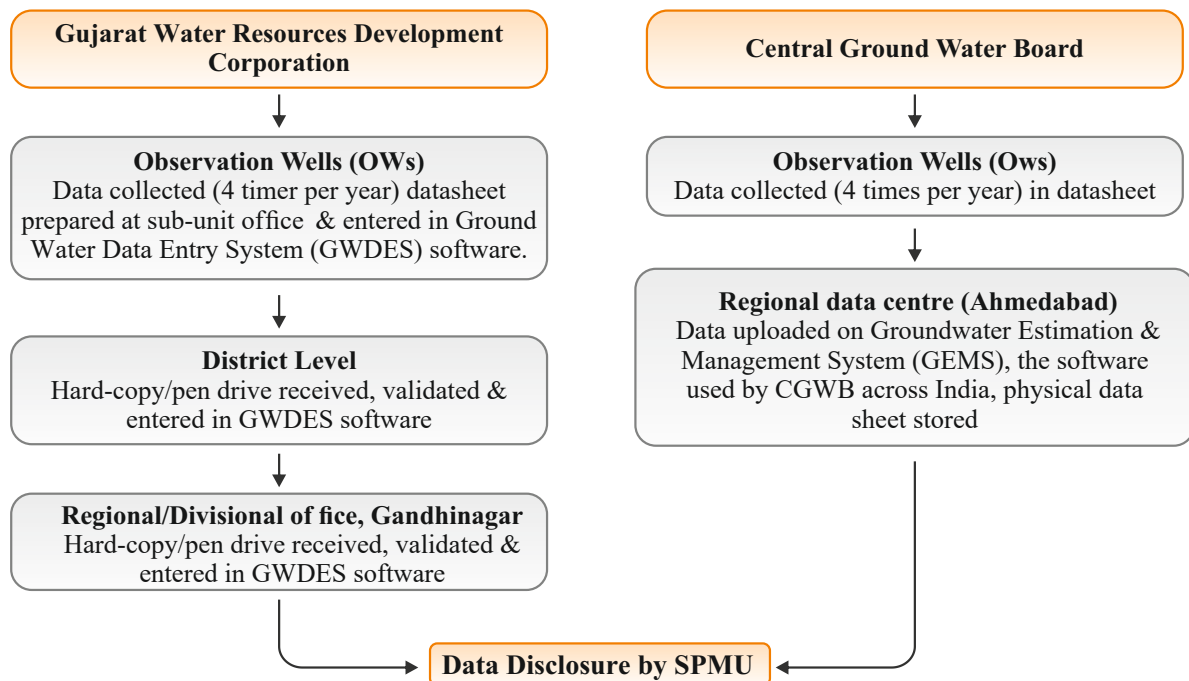 Gujarat Water Resources Development
Corporation
Observation Wells (OWs)
Data collected (4 timer per year) datasheet
prepared at sub-unit office & entered in Ground
Water Data Entry System (GWDES) software.
District Level
Hard-copy/pen drive received, validated &
entered in GWDES software
Regional/Divisional of fice, Gandhinagar
Hard-copy/pen drive received, validated &
entered in GWDES software
Central Ground Water Board
Observation Wells (Ows)
Data collected (4 times per year) in datasheet
Regional data centre (Ahmedabad)
Data uploaded on Groundwater Estimation &
Management System (GEMS), the software
used by CGWB across India, physical data
sheet stored
Data Disclosure by SPMU